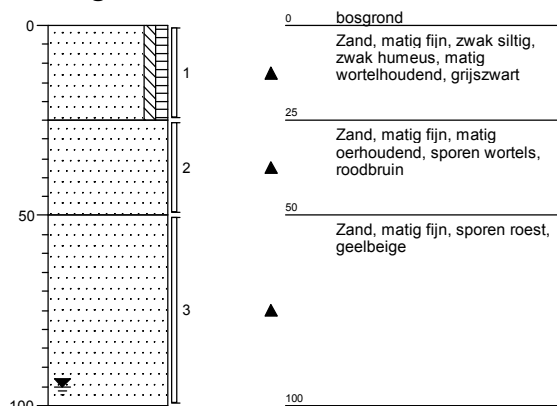 0
1
2
50
3
100
0 bosgrond
Zand, matig fijn, zwak siltig,
zwak humeus, matig
wortelhoudend, grijszwart
25
Zand, matig fijn, matig
oerhoudend, sporen wortels,
roodbruin
50
Zand, matig fijn, sporen roest,
geelbeige
100